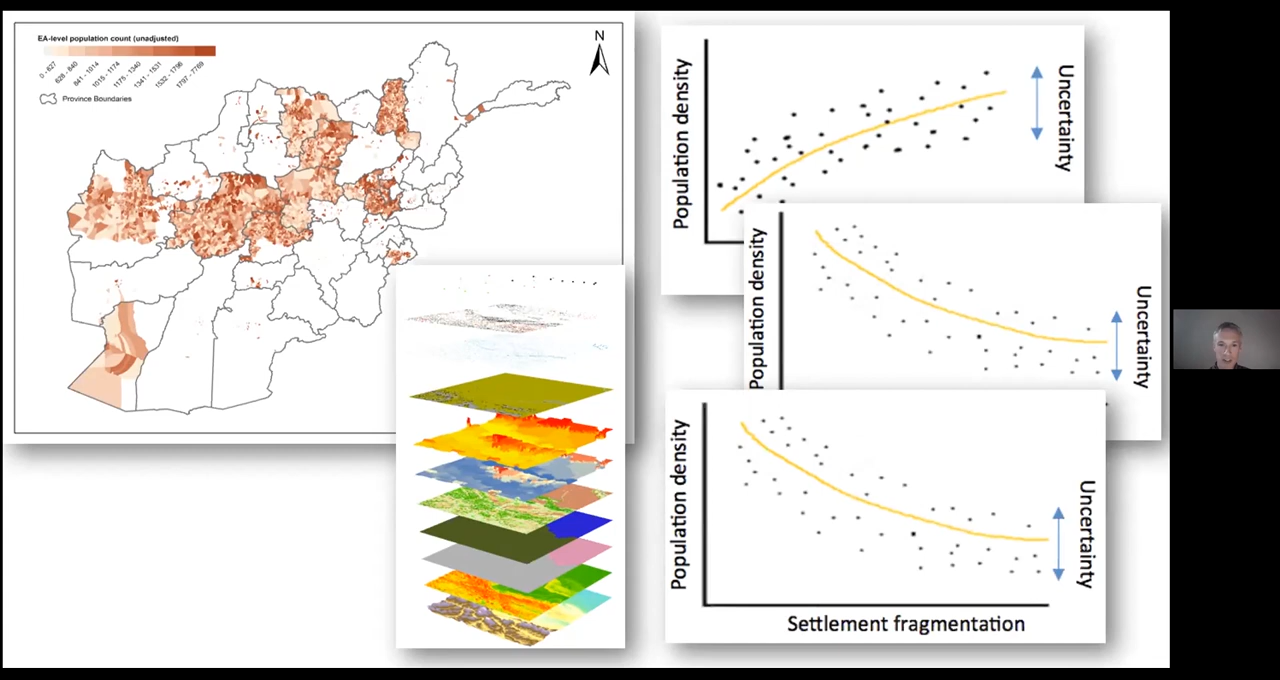 EA-level population count (unadjusted)
0 - 627
628 - 840
841 - 1014
1015 - 1174
1175 - 1340
1341 - 1531
1532 - 1796
1797 - 7769
Province Boundaries
N
Population density
Uncertainty
Population density
Uncertainty
Population density
Uncertainty
Settlement fragmentation